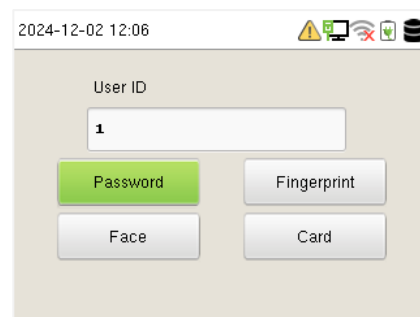 2024-12-02 12:06
User ID
1
Password Fingerprint
Face Card